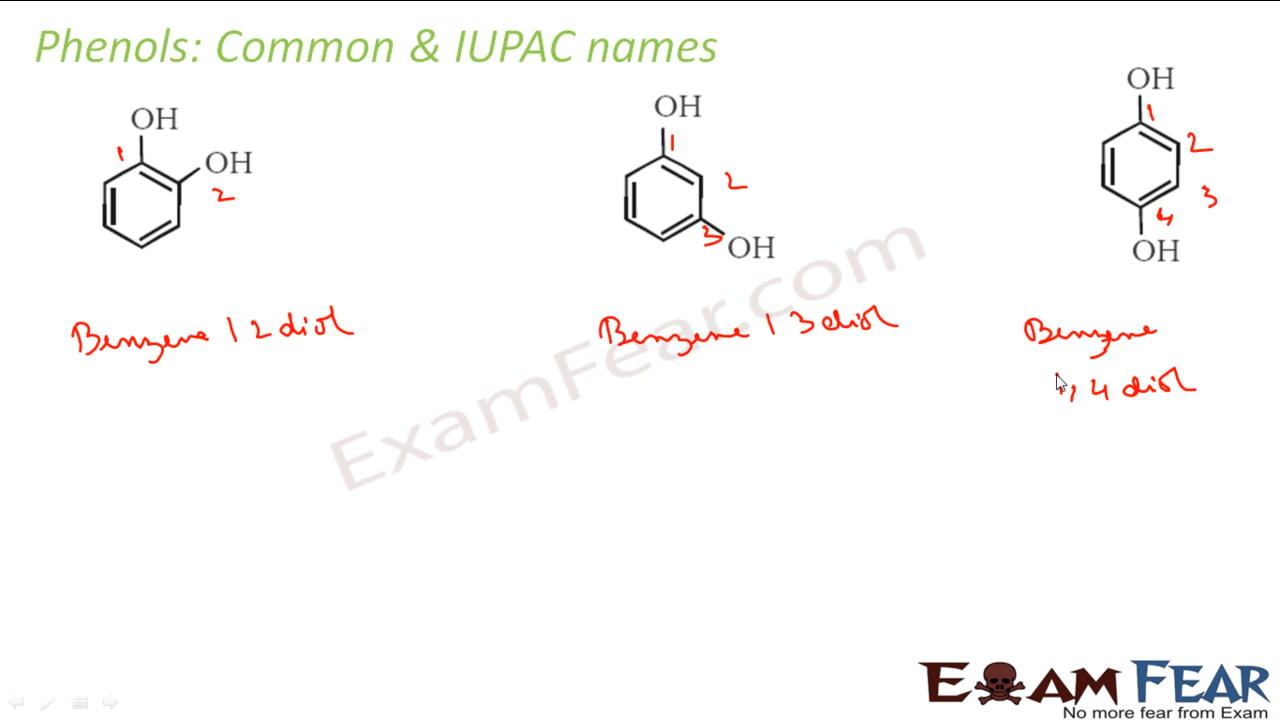 Phenols: Common & IUPAC names
OH
OH
1
2
OH
1
2
3
OH
OH
1
2
3
4
OH
Benzene 1 2 diol
Benzene 1 3 diol
Benzene
1, 4 diol
ExamFear.com
EXAM FEAR
No more fear from Exam